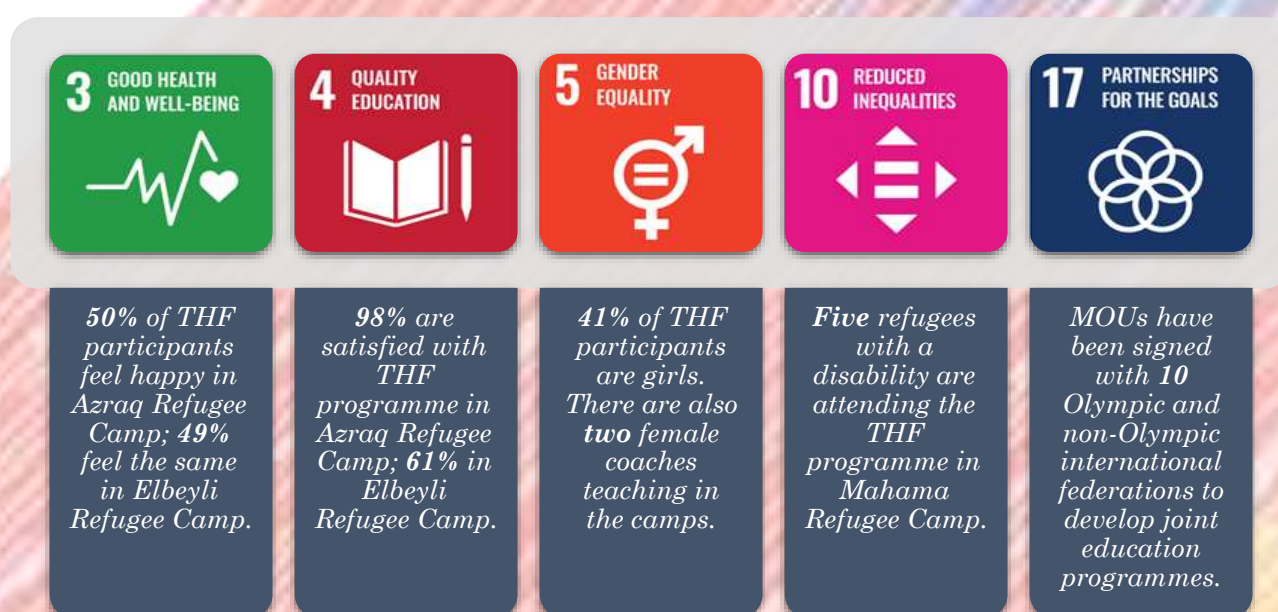 3 GOOD HEALTH
AND WELL-BEING
4 QUALITY
EDUCATION
5 GENDER
EQUALITY
10 REDUCED
INEQUALITIES
17 PARTNERSHIPS
FOR THE GOALS
50% of THF
participants
feel happy in
Azraq Refugee
Camp; 49%
feel the same
in Elbeyli
Refugee Camp.
98% are
satisfied with
THF
programme in
Azraq Refugee
Camp; 61% in
Elbeyli
Refugee Camp.
41% of THF
participants
are girls.
There are also
two female
coaches
teaching in
the camps.
Five refugees
with a
disability are
attending the
THF
programme in
Mahama
Refugee Camp.
MOUs have
been signed
with 10
Olympic and
non-Olympic
international
federations to
develop joint
education
programmes.